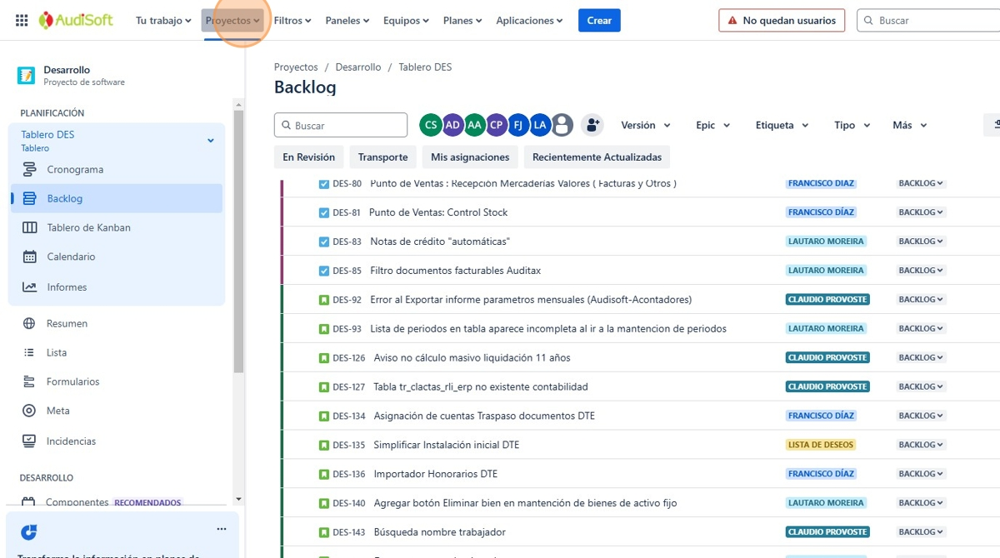 AudiSoft
Tu trabajo Proyectos Filtros Paneles Equipos Planes Aplicaciones Crear No quedan usuarios Buscar
Desarrollo
Proyecto de software
PLANIFICACIÓN
Tablero DES
Tablero
Cronograma
Backlog
Tablero de Kanban
Calendario
Informes
Resumen
Lista
Formularios
Meta
Incidencias
DESARROLLO
Componentes RECOMENDADOS
Transforma la información en planes de
Proyectos / Desarrollo / Tablero DES
Backlog
Buscar CS AD AA CP FJ LA Versión Epic Etiqueta Tipo Más
En Revisión Transporte Mis asignaciones Recientemente Actualizadas
DES-80 Punto de Ventas : Recepción Mercaderías Valores ( Facturas y Otros ) FRANCISCO DÍAZ BACKLOG
DES-81 Punto de Ventas: Control Stock FRANCISCO DÍAZ BACKLOG
DES-83 Notas de crédito "automáticas" LAUTARO MOREIRA BACKLOG
DES-85 Filtro documentos facturables Auditax LAUTARO MOREIRA BACKLOG
DES-92 Error al Exportar informe parametros mensuales (Audisoft-Acontadores) CLAUDIO PROVOSTE BACKLOG
DES-93 Lista de periodos en tabla aparece incompleta al ir a la mantencion de periodos LAUTARO MOREIRA BACKLOG
DES-126 Aviso no cálculo masivo liquidación 11 años CLAUDIO PROVOSTE BACKLOG
DES-127 Tabla tr_clactas_rli_erp no existente contabilidad CLAUDIO PROVOSTE BACKLOG
DES-134 Asignación de cuentas Traspaso documentos DTE FRANCISCO DÍAZ BACKLOG
DES-135 Simplificar Instalación inicial DTE LISTA DE DESEOS BACKLOG
DES-136 Importador Honorarios DTE FRANCISCO DÍAZ BACKLOG
DES-140 Agregar botón Eliminar bien en mantención de bienes de activo fijo LAUTARO MOREIRA BACKLOG
DES-143 Búsqueda nombre trabajador CLAUDIO PROVOSTE BACKLOG